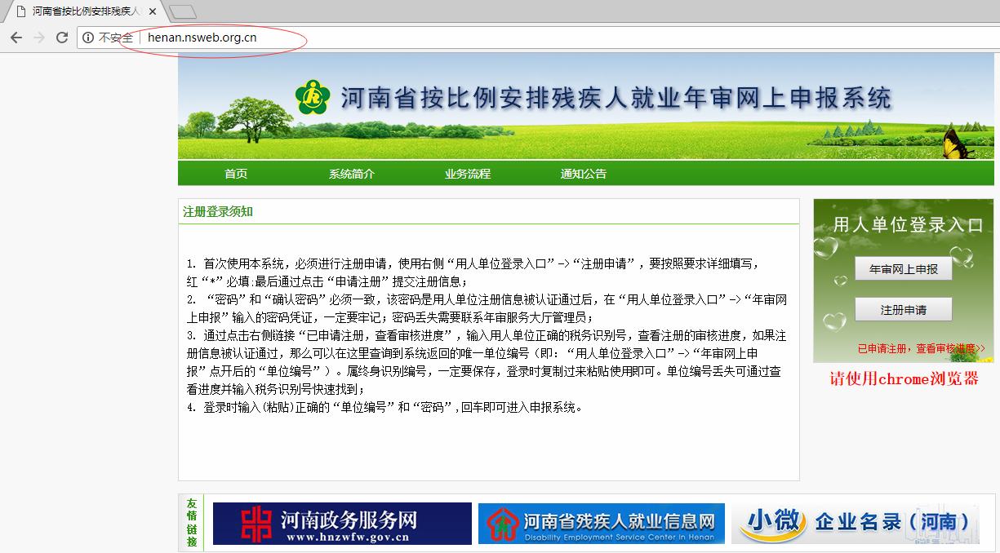 河南省按比例安排残疾人
不安全
henan.nsweb.org.cn
河南省按比例安排残疾人就业年审网上申报系统
首页 系统简介 业务流程 通知公告
注册登录须知
1. 首次使用本系统，必须进行注册申请，使用右侧“用人单位登录入口”->“注册申请”，要按照要求详细填写，
红“*”必填;最后通过点击“申请注册”提交注册信息；
2. “密码”和“确认密码”必须一致，该密码是用人单位注册信息被认证通过后，在“用人单位登录入口”->“年审网
上申报”输入的密码凭证，一定要牢记；密码丢失需要联系年审服务大厅管理员；
3. 通过点击右侧链接“已申请注册，查看审核进度”，输入用人单位正确的税务识别号，查看注册的审核进度，如果注
册信息被认证通过，那么可以在这里查询到系统返回的唯一单位编号（即：“用人单位登录入口”->“年审网上申
报”点开后的“单位编号”）。属终身识别编号，一定要保存，登录时复制过来粘贴使用即可。单位编号丢失可通过查
看进度并输入税务识别号快速找到；
4. 登录时输入(粘贴)正确的“单位编号”和“密码”,回车即可进入申报系统。
用人单位登录入口
年审网上申报
注册申请
已申请注册，查看审核进度>>
请使用chrome浏览器
友情链接
河南政务服务网
www.hnzwfw.gov.cn
河南省残疾人就业信息网
Disability Employment Service Center in Henan
小微企业名录（河南）